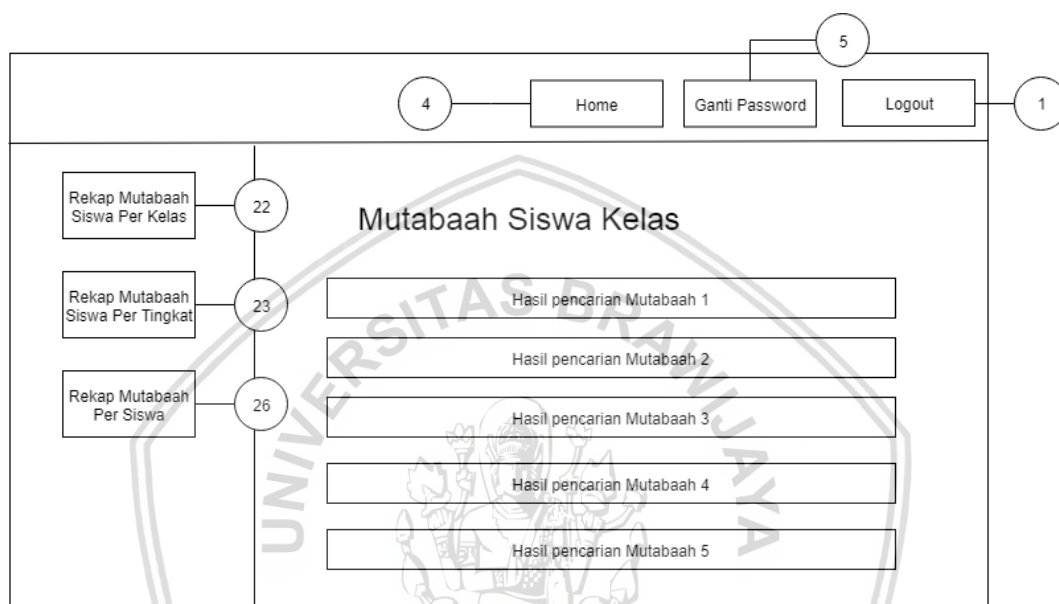 5
4
Home
Ganti Password
Logout
1
Rekap Mutabaah
Siswa Per Kelas
22
Mutabaah Siswa Kelas
Rekap Mutabaah
Siswa Per Tingkat
23
Hasil pencarian Mutabaah 1
Hasil pencarian Mutabaah 2
Rekap Mutabaah
Per Siswa
26
Hasil pencarian Mutabaah 3
Hasil pencarian Mutabaah 4
Hasil pencarian Mutabaah 5
UNIVERSITAS BRAWIJAYA